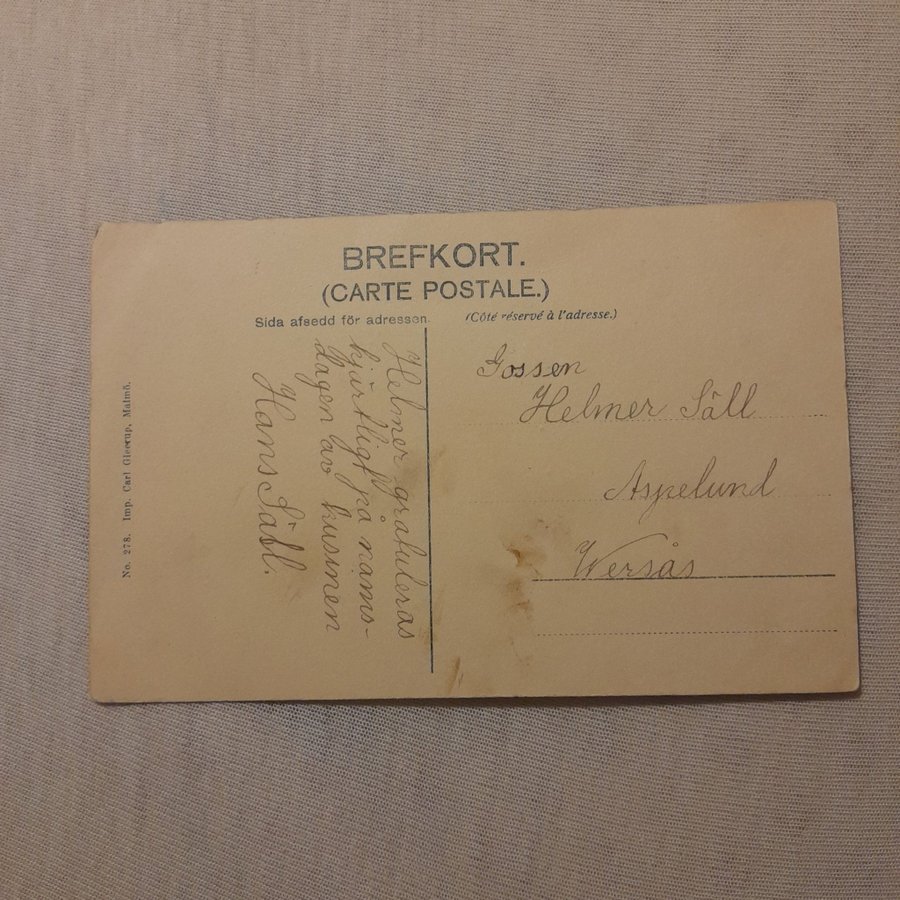 BREFKORT.
(CARTE POSTALE.)
Sida afsedd för adressen.
(Côté réservé à l'adresse.)
Helmer gratuleras
hjärtligt på namns-
dagen av kusinen
Hans Säll.
Gossen
Helmer Säll
Aspelund
Wersås
No. 278. Imp. Carl Gleerup, Malmö.